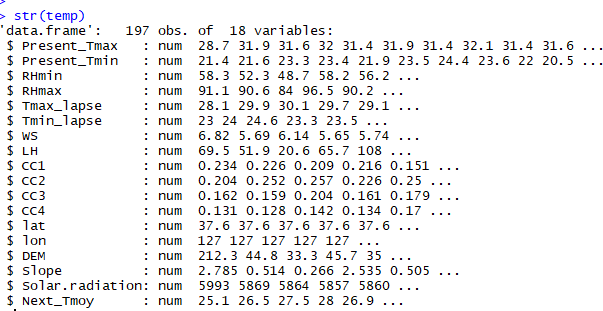 >
> str(temp)
'data.frame':   197 obs. of  18 variables:
 $ Present_Tmax   : num  28.7 31.9 31.6 32 31.4 31.9 31.4 32.1 31.4 31.6 ...
 $ Present_Tmin   : num  21.4 21.6 23.3 23.4 21.9 23.5 24.4 23.6 22 20.5 ...
 $ RHmin          : num  58.3 52.3 48.7 58.2 56.2 ...
 $ RHmax          : num  91.1 90.6 84 96.5 90.2 ...
 $ Tmax_lapse     : num  28.1 29.9 30.1 29.7 29.1 ...
 $ Tmin_lapse     : num  23 24 24.6 23.3 23.5 ...
 $ WS             : num  6.82 5.69 6.14 5.65 5.74 ...
 $ LH             : num  69.5 51.9 20.6 65.7 108 ...
 $ CC1            : num  0.234 0.226 0.209 0.216 0.151 ...
 $ CC2            : num  0.204 0.252 0.257 0.226 0.25 ...
 $ CC3            : num  0.162 0.159 0.204 0.161 0.179 ...
 $ CC4            : num  0.131 0.128 0.142 0.134 0.17 ...
 $ lat            : num  37.6 37.6 37.6 37.6 37.6 ...
 $ lon            : num  127 127 127 127 127 ...
 $ DEM            : num  212.3 44.8 33.3 45.7 35 ...
 $ Slope          : num  2.785 0.514 0.266 2.535 0.505 ...
 $ Solar.radiation: num  5993 5869 5864 5857 5860 ...
 $ Next_Tmoy      : num  25.1 26.5 27.5 28 26.9 ...